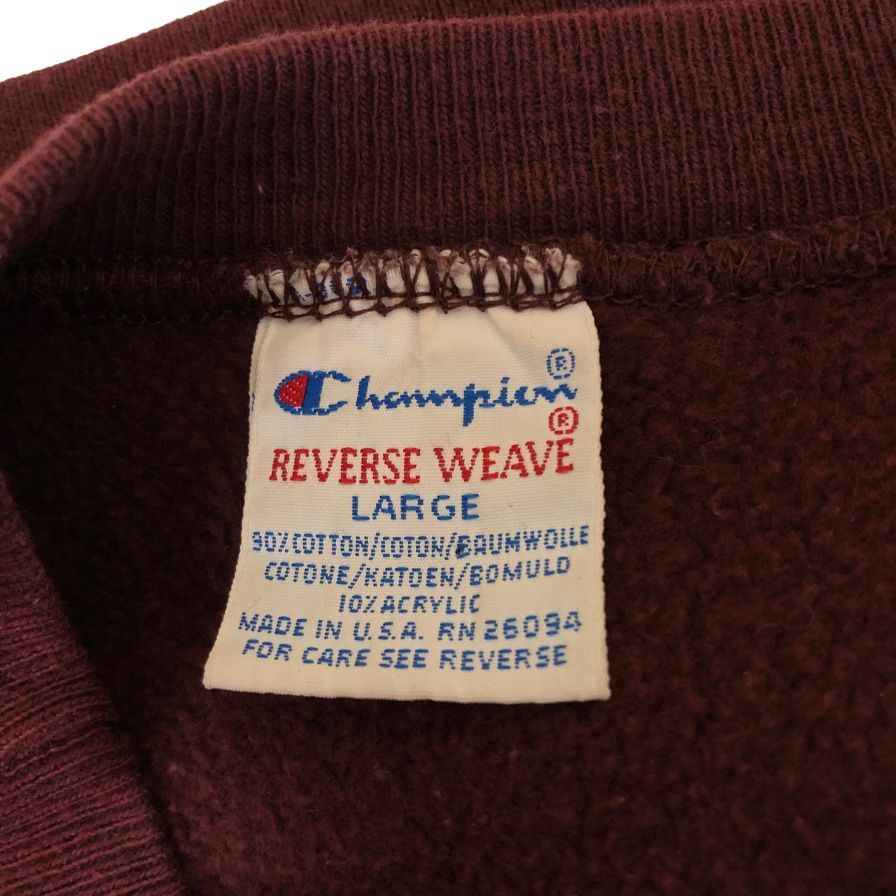 Champion®
REVERSE WEAVE®
LARGE
90% COTTON/COTON/BAUMWOLLE
COTONE/KATOEN/BOMULD
10% ACRYLIC
MADE IN U.S.A. RN 26094
FOR CARE SEE REVERSE